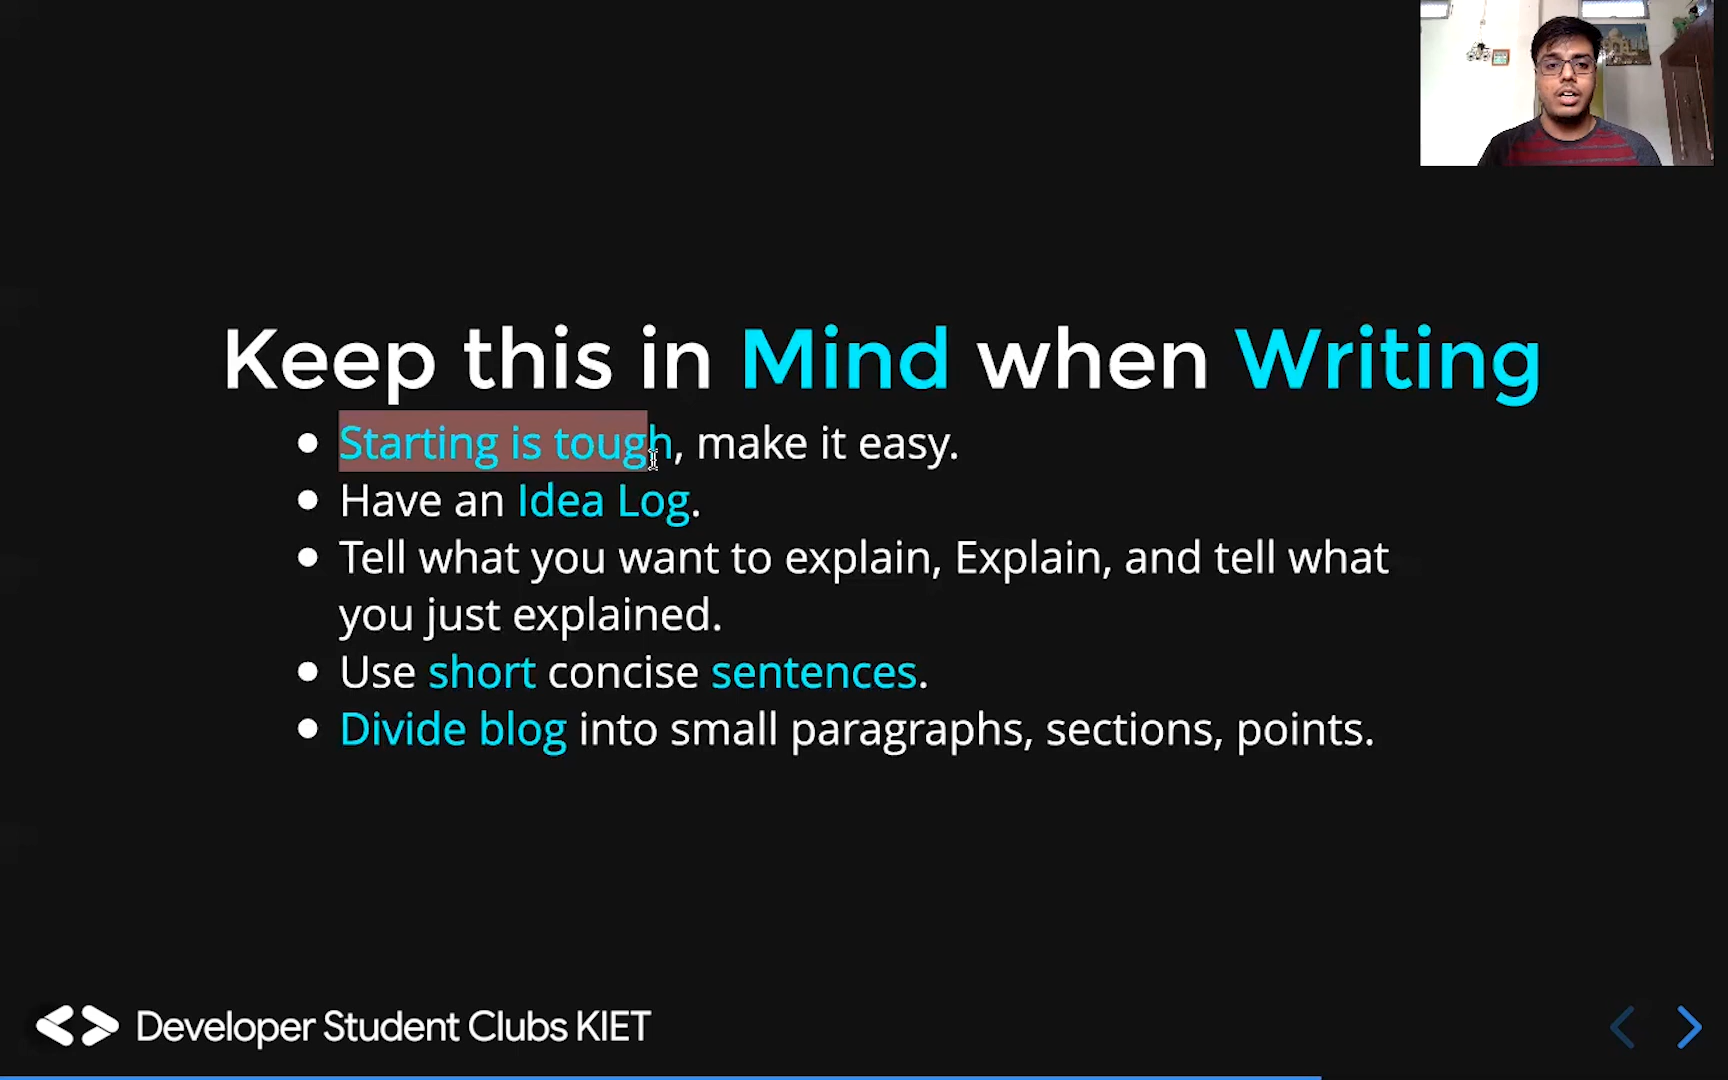 Keep this in Mind when Writing
Starting is tough, make it easy.
Have an Idea Log.
Tell what you want to explain, Explain, and tell what
you just explained.
Use short concise sentences.
Divide blog into small paragraphs, sections, points.
Developer Student Clubs KIET